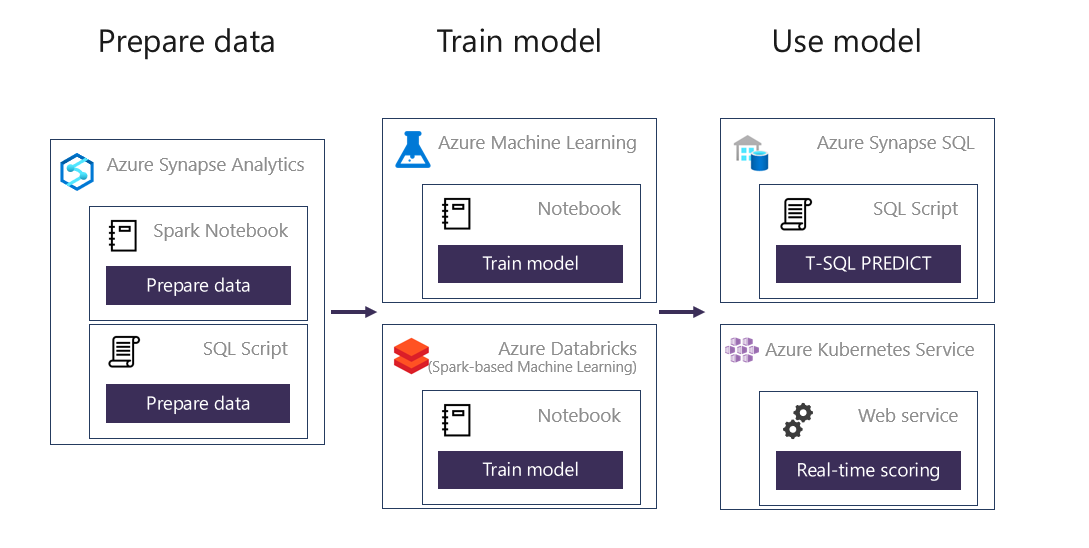 Prepare data
Train model
Use model
Azure Synapse Analytics
Spark Notebook
Prepare data
SQL Script
Prepare data
Azure Machine Learning
Notebook
Train model
Azure Databricks
(Spark-based Machine Learning)
Notebook
Train model
Azure Synapse SQL
SQL Script
T-SQL PREDICT
Azure Kubernetes Service
Web service
Real-time scoring